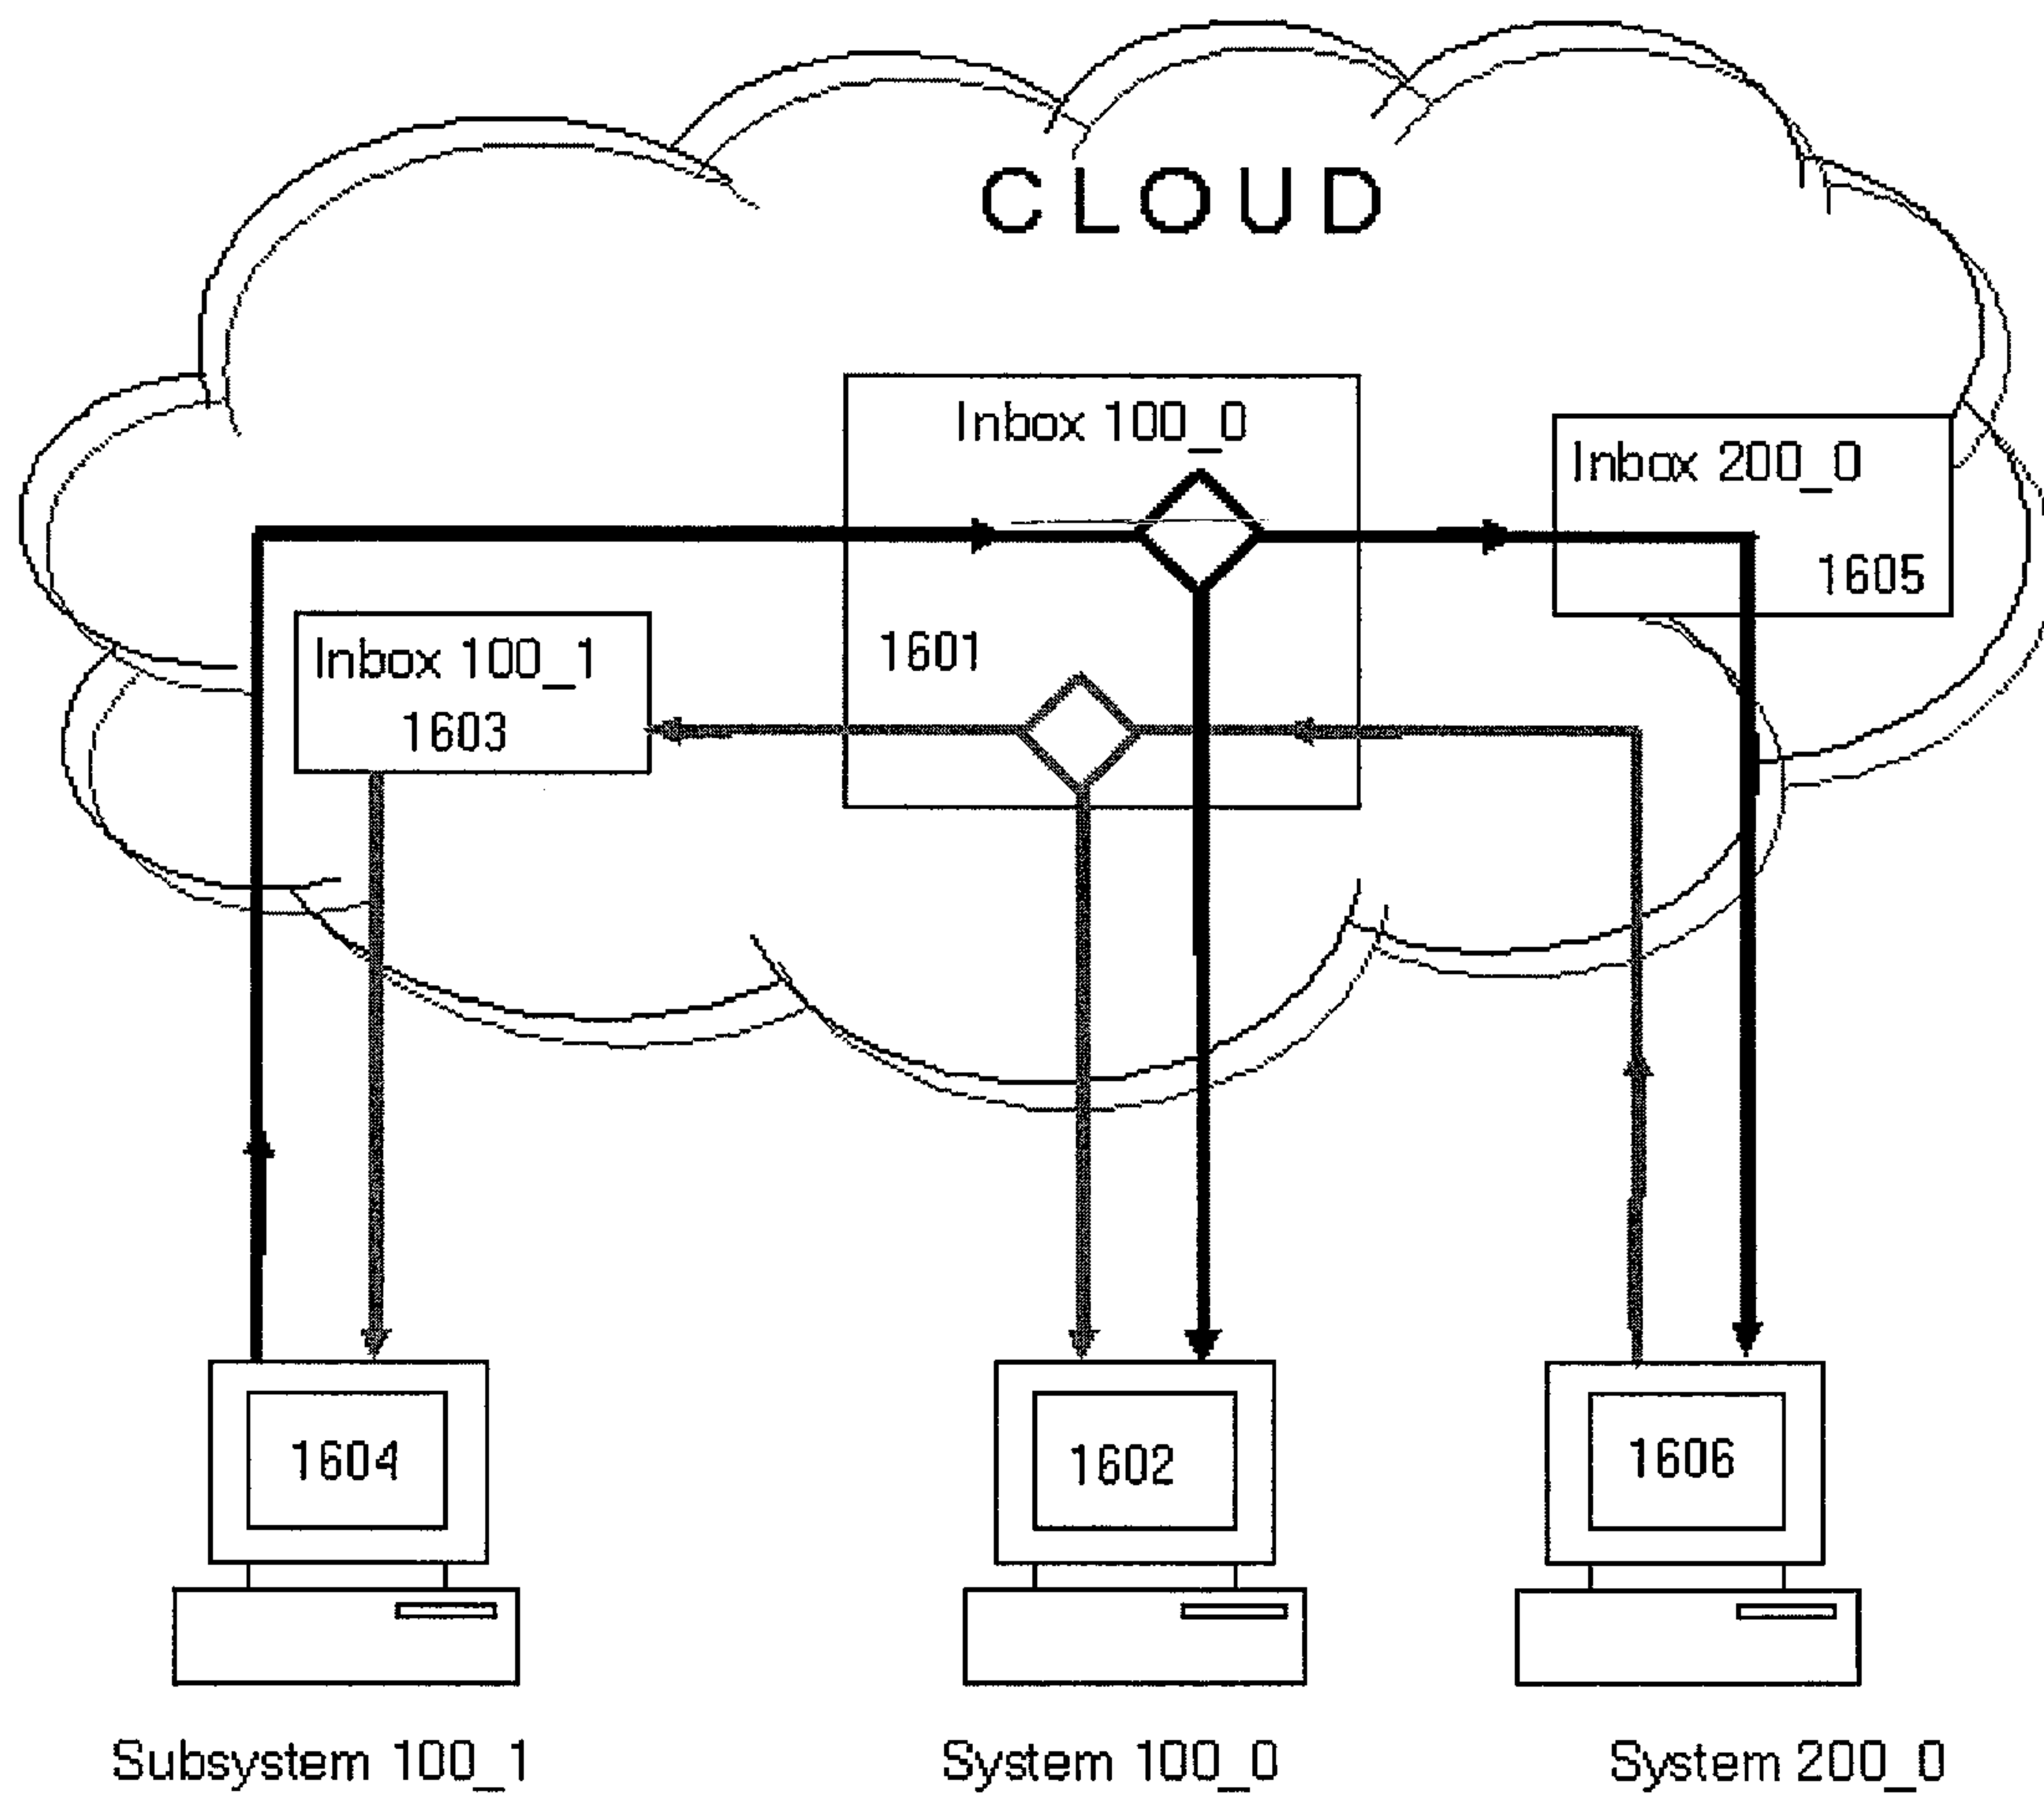 CLOUD
Inbox 100_0
Inbox 200_0
1605
1601
Inbox 100_1
1603
1604
1602
1606
Subsystem 100_1
System 100_0
System 200_0